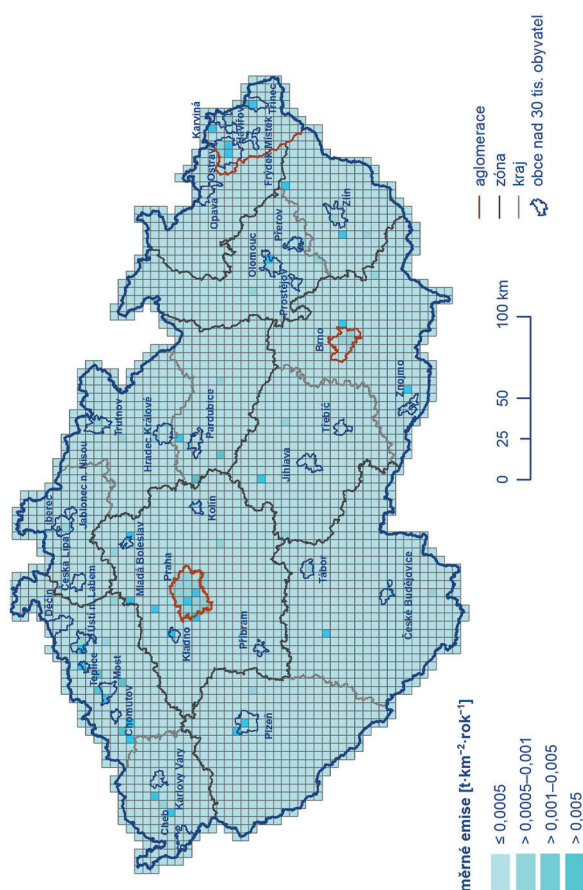 Děčín
Liberec
Česká Lípa
Jablonec n. Nisou
Ústí n. Labem
Teplice
Most
Chomutov
Trutnov
Karlovy Vary
Cheb
Mladá Boleslav
Hradec Králové
Praha
Kladno
Kolín
Pardubice
Plzeň
Příbram
Tábor
České Budějovice
Jihlava
Třebíč
Znojmo
Brno
Prostějov
Olomouc
Přerov
Zlín
Opava
Ostrava
Karviná
Havířov
Frýdek Místek
Třinec
měrné emise [t·km⁻²·rok⁻¹]
≤ 0,0005
> 0,0005–0,001
> 0,001–0,005
> 0,005
0 25 50 100 km
aglomerace
zóna
kraj
obce nad 30 tis. obyvatel